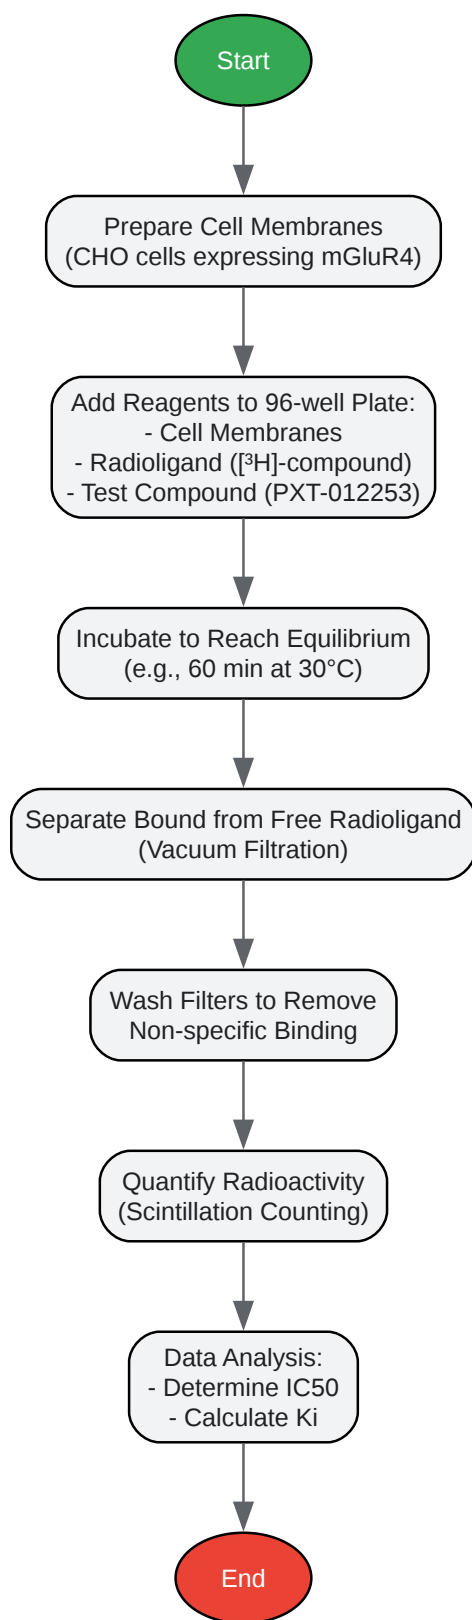 Start
Prepare Cell Membranes
(CHO cells expressing mGluR4)
Add Reagents to 96-well Plate:
- Cell Membranes
- Radioligand ([³H]-compound)
- Test Compound (PXT-012253)
Incubate to Reach Equilibrium
(e.g., 60 min at 30°C)
Separate Bound from Free Radioligand
(Vacuum Filtration)
Wash Filters to Remove
Non-specific Binding
Quantify Radioactivity
(Scintillation Counting)
Data Analysis:
- Determine IC50
- Calculate Ki
End